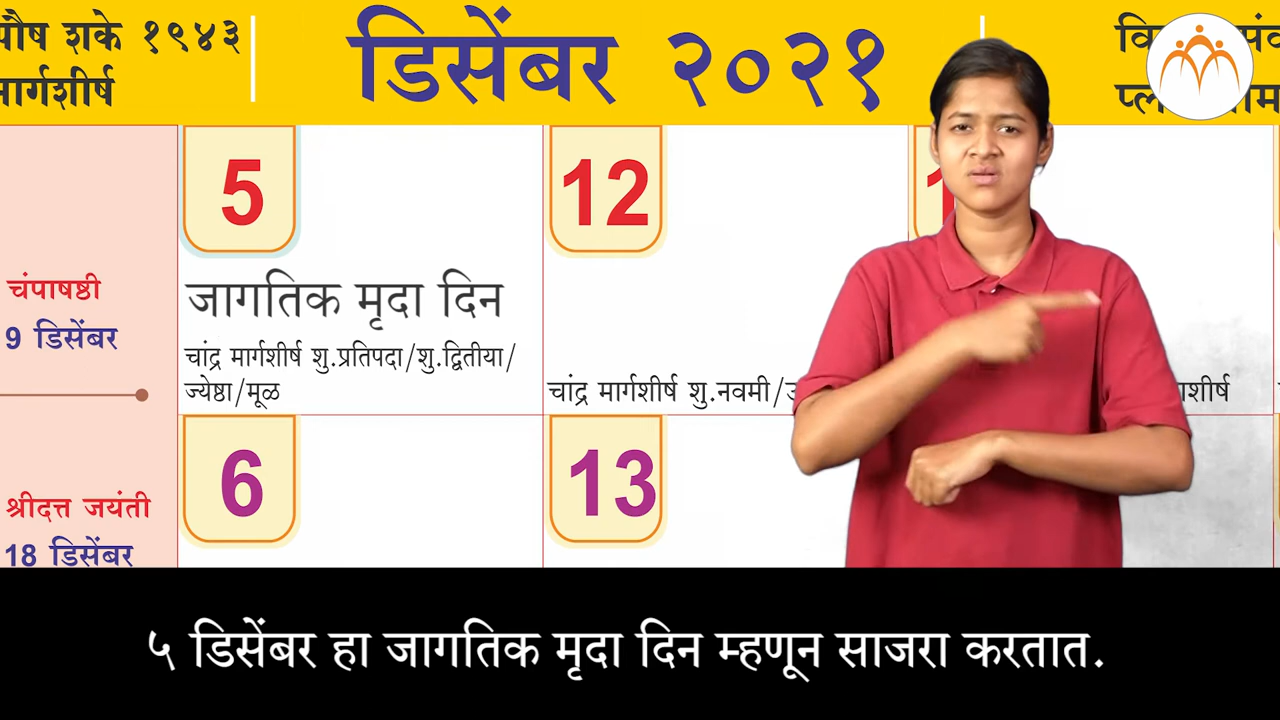 पौष शके १९४३
मार्गशीर्ष
डिसेंबर २०२१
5
12
जागतिक मृदा दिन
चंपाषष्ठी
9 डिसेंबर
चांद्र मार्गशीर्ष शु.प्रतिपदा/शु.द्वितीया/
ज्येष्ठा/मूळ
चांद्र मार्गशीर्ष शु.नवमी/
6
13
श्रीदत्त जयंती
18 डिसेंबर
५ डिसेंबर हा जागतिक मृदा दिन म्हणून साजरा करतात.